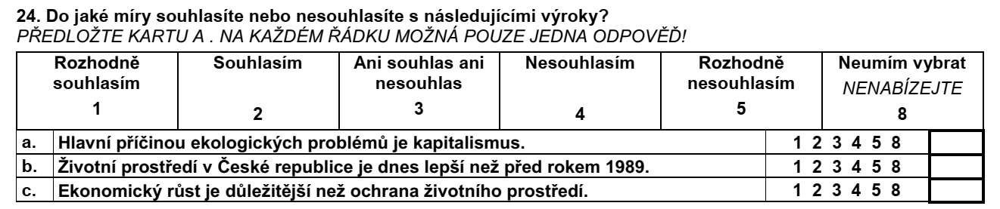 24. Do jaké míry souhlasíte nebo nesouhlasíte s následujícími výroky?
PŘEDLOŽTE KARTU A . NA KAŽDÉM ŘÁDKU MOŽNÁ POUZE JEDNA ODPOVĚĎ!
Rozhodně souhlasím 1
Souhlasím 2
Ani souhlas ani nesouhlas 3
Nesouhlasím 4
Rozhodně nesouhlasím 5
Neumím vybrat NENABÍZEJTE 8
a. Hlavní příčinou ekologických problémů je kapitalismus. 1 2 3 4 5 8
b. Životní prostředí v České republice je dnes lepší než před rokem 1989. 1 2 3 4 5 8
c. Ekonomický růst je důležitější než ochrana životního prostředí. 1 2 3 4 5 8